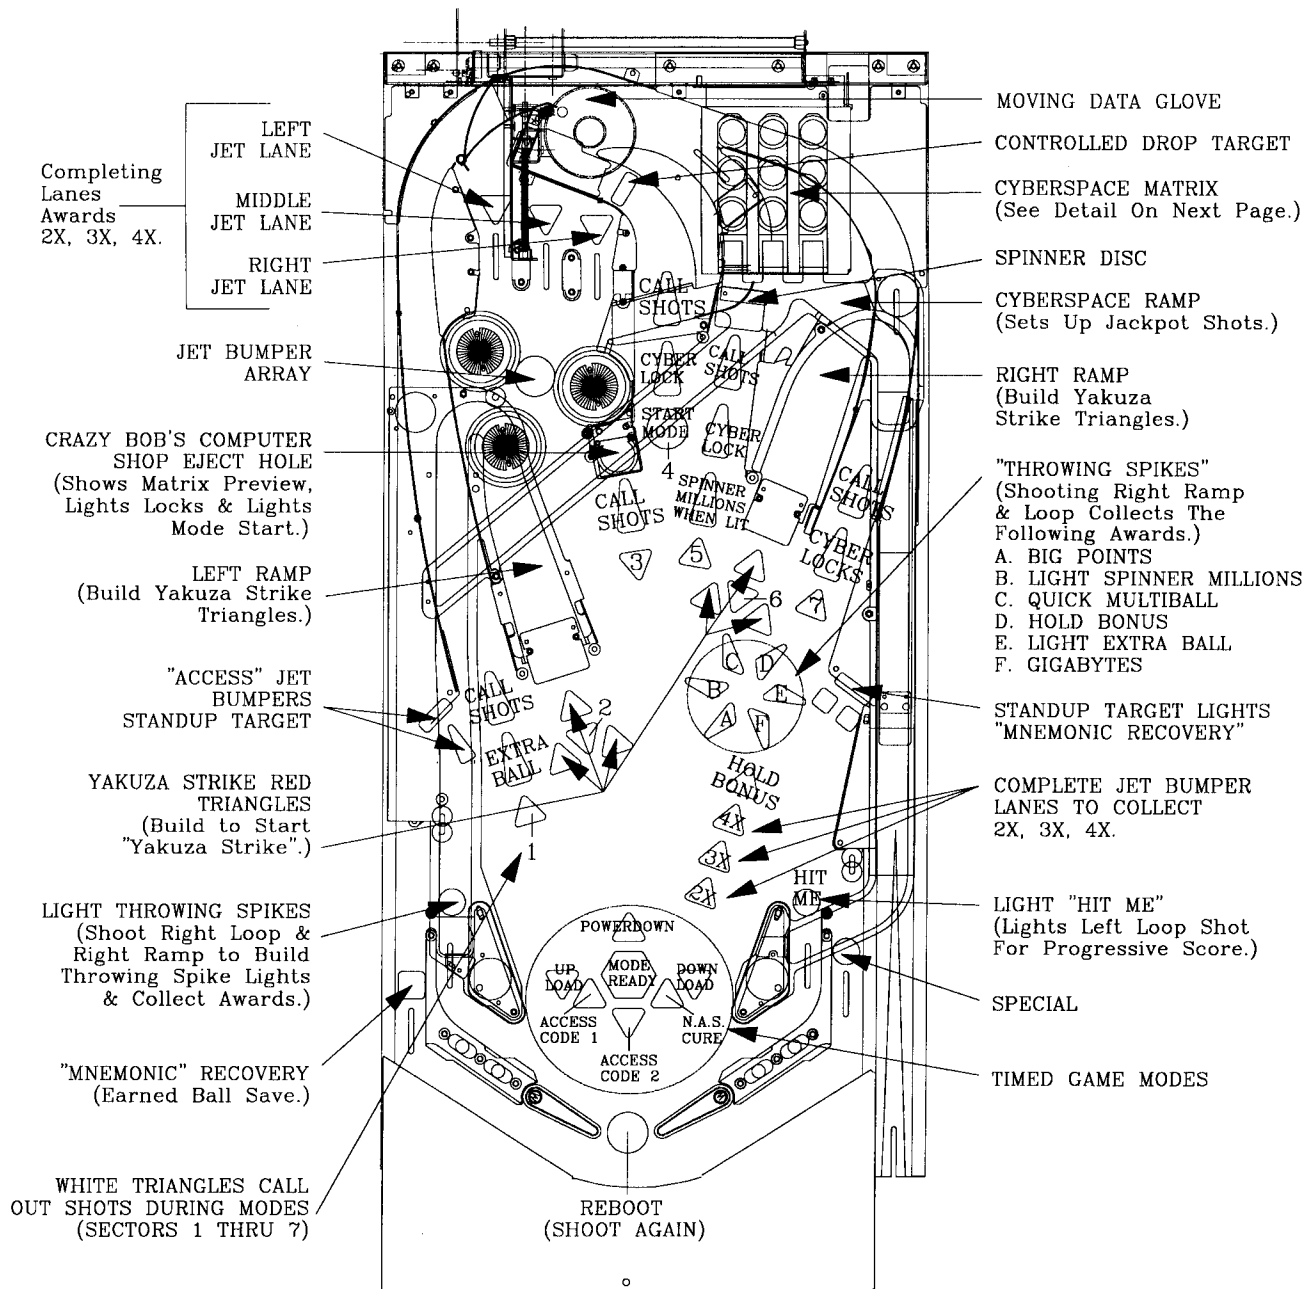 LEFT
JET LANE
Completing
Lanes
Awards
2X, 3X, 4X.
MIDDLE
JET LANE
RIGHT
JET LANE
JET BUMPER
ARRAY
CRAZY BOB'S COMPUTER
SHOP EJECT HOLE
(Shows Matrix Preview,
Lights Locks & Lights
Mode Start.)
LEFT RAMP
(Build Yakuza Strike
Triangles.)
"ACCESS" JET
BUMPERS
STANDUP TARGET
YAKUZA STRIKE RED
TRIANGLES
(Build to Start
"Yakuza Strike".)
LIGHT THROWING SPIKES
(Shoot Right Loop &
Right Ramp to Build
Throwing Spike Lights
& Collect Awards.)
"MNEMONIC" RECOVERY
(Earned Ball Save.)
WHITE TRIANGLES CALL
OUT SHOTS DURING MODES
(SECTORS 1 THRU 7)
CALL
SHOTS
CYBER
LOCK
CALL
SHOTS
START
MODE
4
CYBER
LOCK
CALL
SHOTS
SPINNER
MILLIONS
WHEN LIT
CALL
SHOTS
CYBER
LOCKS
3
5
6
7
C
D
B
E
A
F
CALL
SHOTS
2
EXTRA
BALL
1
HOLD
BONUS
4X
3X
2X
HIT
ME
POWERDOWN
UP
LOAD
MODE
READY
DOWN
LOAD
ACCESS
CODE 1
N.A.S.
CURE
ACCESS
CODE 2
REBOOT
(SHOOT AGAIN)
MOVING DATA GLOVE
CONTROLLED DROP TARGET
CYBERSPACE MATRIX
(See Detail On Next Page.)
SPINNER DISC
CYBERSPACE RAMP
(Sets Up Jackpot Shots.)
RIGHT RAMP
(Build Yakuza
Strike Triangles.)
"THROWING SPIKES"
(Shooting Right Ramp
& Loop Collects The
Following Awards.)
A. BIG POINTS
B. LIGHT SPINNER MILLIONS
C. QUICK MULTIBALL
D. HOLD BONUS
E. LIGHT EXTRA BALL
F. GIGABYTES
STANDUP TARGET LIGHTS
"MNEMONIC RECOVERY"
COMPLETE JET BUMPER
LANES TO COLLECT
2X, 3X, 4X.
LIGHT "HIT ME"
(Lights Left Loop Shot
For Progressive Score.)
SPECIAL
TIMED GAME MODES